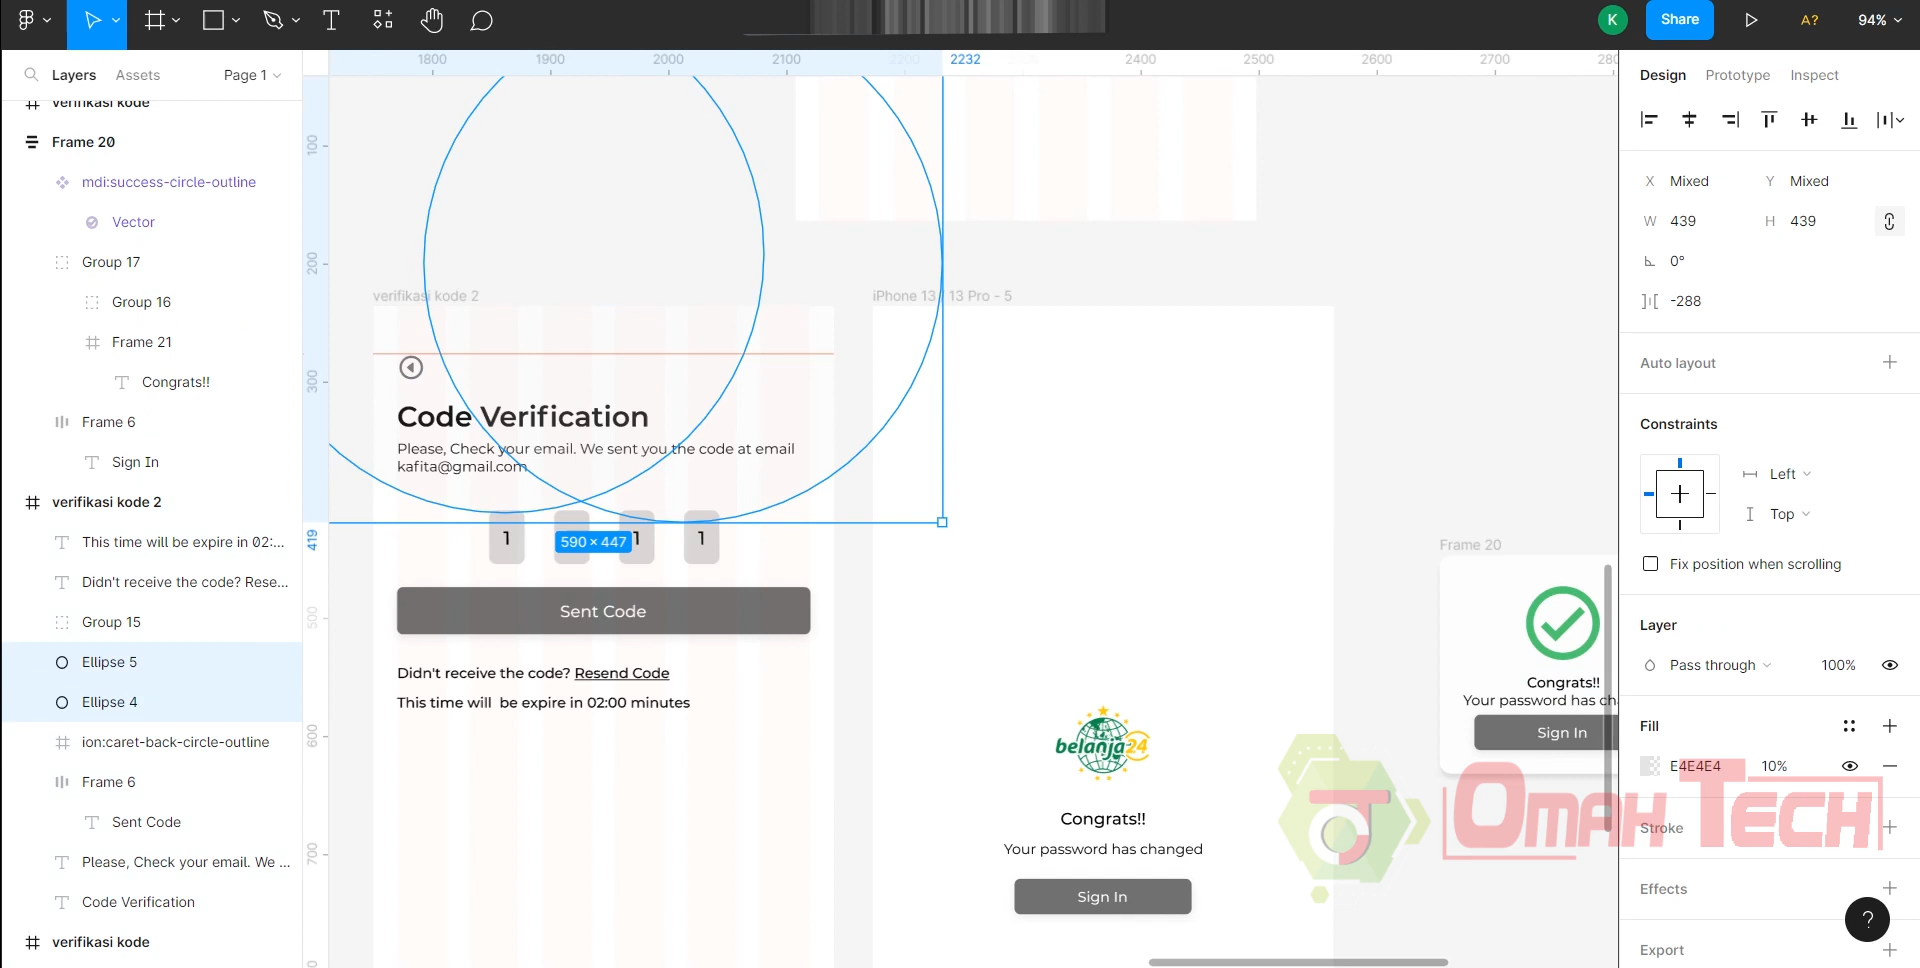 K
Share
A?
94%
Layers
Assets
Page 1
verifikasi kode
Frame 20
mdi:success-circle-outline
Vector
Group 17
Group 16
Frame 21
Congrats!!
Frame 6
Sign In
verifikasi kode 2
This time will be expire in 02:...
Didn't receive the code? Rese...
Group 15
Ellipse 5
Ellipse 4
ion:caret-back-circle-outline
Frame 6
Sent Code
Please, Check your email. We ...
Code Verification
verifikasi kode
1800
1900
2000
2100
2200
2232
2400
2500
2600
2700
280
100
200
300
419
500
600
700
verifikasi kode 2
Code Verification
Please, Check your email. We sent you the code at email
kafita@gmail.com
1
1
1
590 × 447
Sent Code
Didn't receive the code? Resend Code
This time will be expire in 02:00 minutes
iPhone 13 / 13 Pro - 5
belanja24
Congrats!!
Your password has changed
Sign In
Frame 20
Congrats!!
Your password has ch
Sign In
Design
Prototype
Inspect
X Mixed
Y Mixed
W 439
H 439
0°
-288
Auto layout
Constraints
Left
Top
Fix position when scrolling
Layer
Pass through
100%
Fill
E4E4E4
10%
Stroke
Effects
Export
?
OMAH TECH